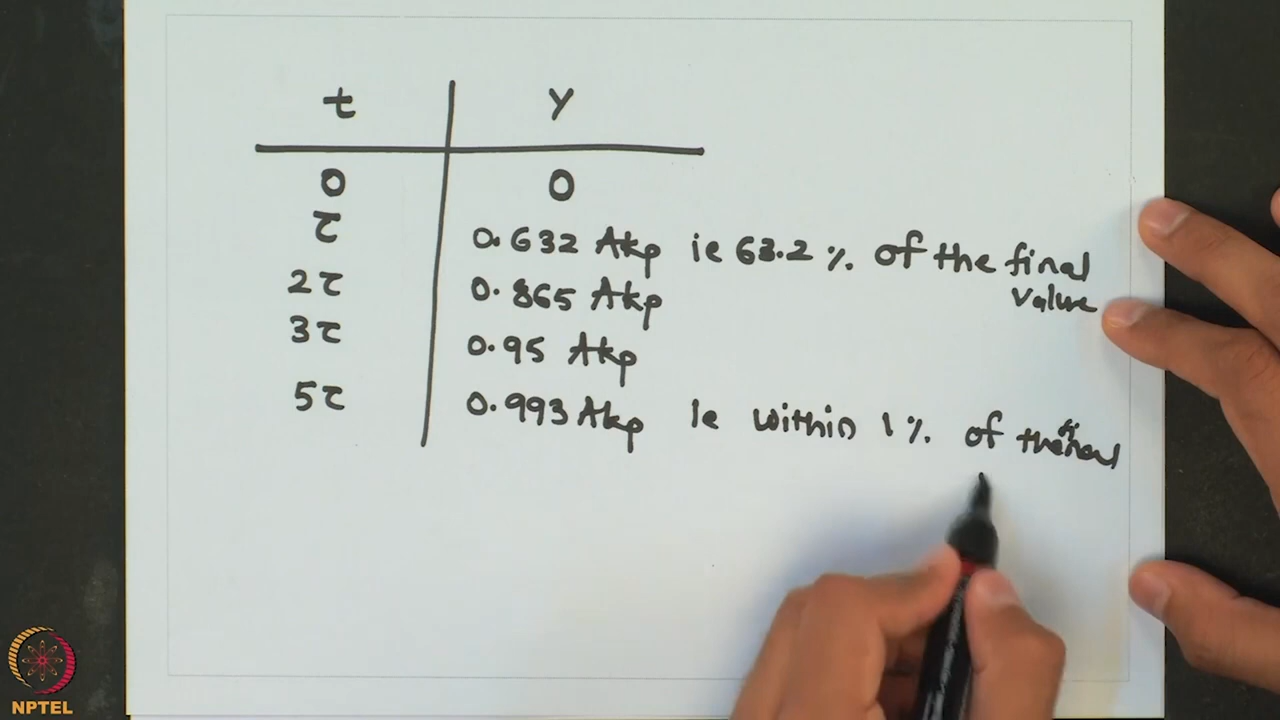 t y
0 0
τ 0.632 Akp ie 63.2 %. of the final
value
2τ 0.865 Akp
3τ 0.95 Akp
5τ 0.993 Akp ie within 1 %. of the final
NPTEL